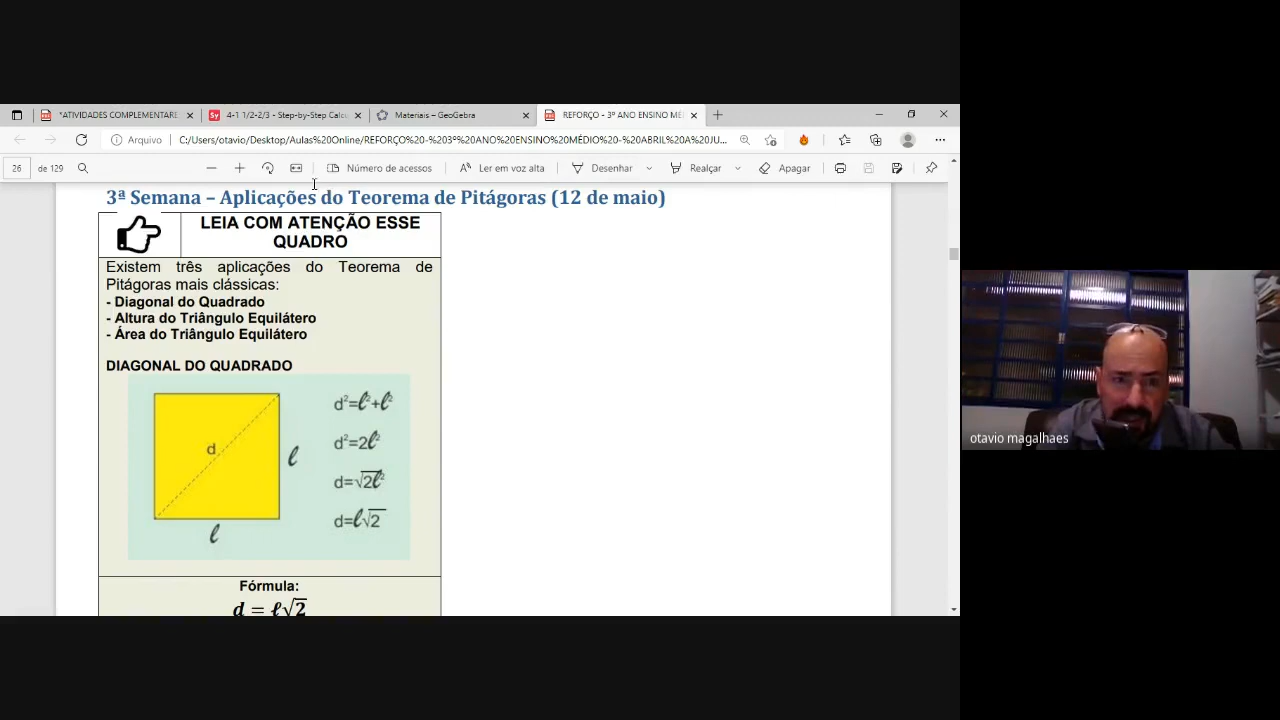 *ATIVIDADES COMPLEMENTARE
4-1 1/2-2/3 - Step-by-Step Calcu
Materiais – GeoGebra
REFORÇO - 3º ANO ENSINO MÉ
Arquivo
C:/Users/otavio/Desktop/Aulas%20Online/REFORÇO%20-%203º%20ANO%20ENSINO%20MÉDIO%20-%20ABRIL%20A%20JU...
26 de 129
Número de acessos
Ler em voz alta
Desenhar
Realçar
Apagar
3ª Semana – Aplicações do Teorema de Pitágoras (12 de maio)
LEIA COM ATENÇÃO ESSE
QUADRO
Existem três aplicações do Teorema de
Pitágoras mais clássicas:
- Diagonal do Quadrado
- Altura do Triângulo Equilátero
- Área do Triângulo Equilátero
DIAGONAL DO QUADRADO
d
ℓ
ℓ
d²=ℓ²+ℓ²
d²=2ℓ²
d=√2ℓ²
d=ℓ√2
Fórmula:
d = ℓ√2
otavio magalhaes